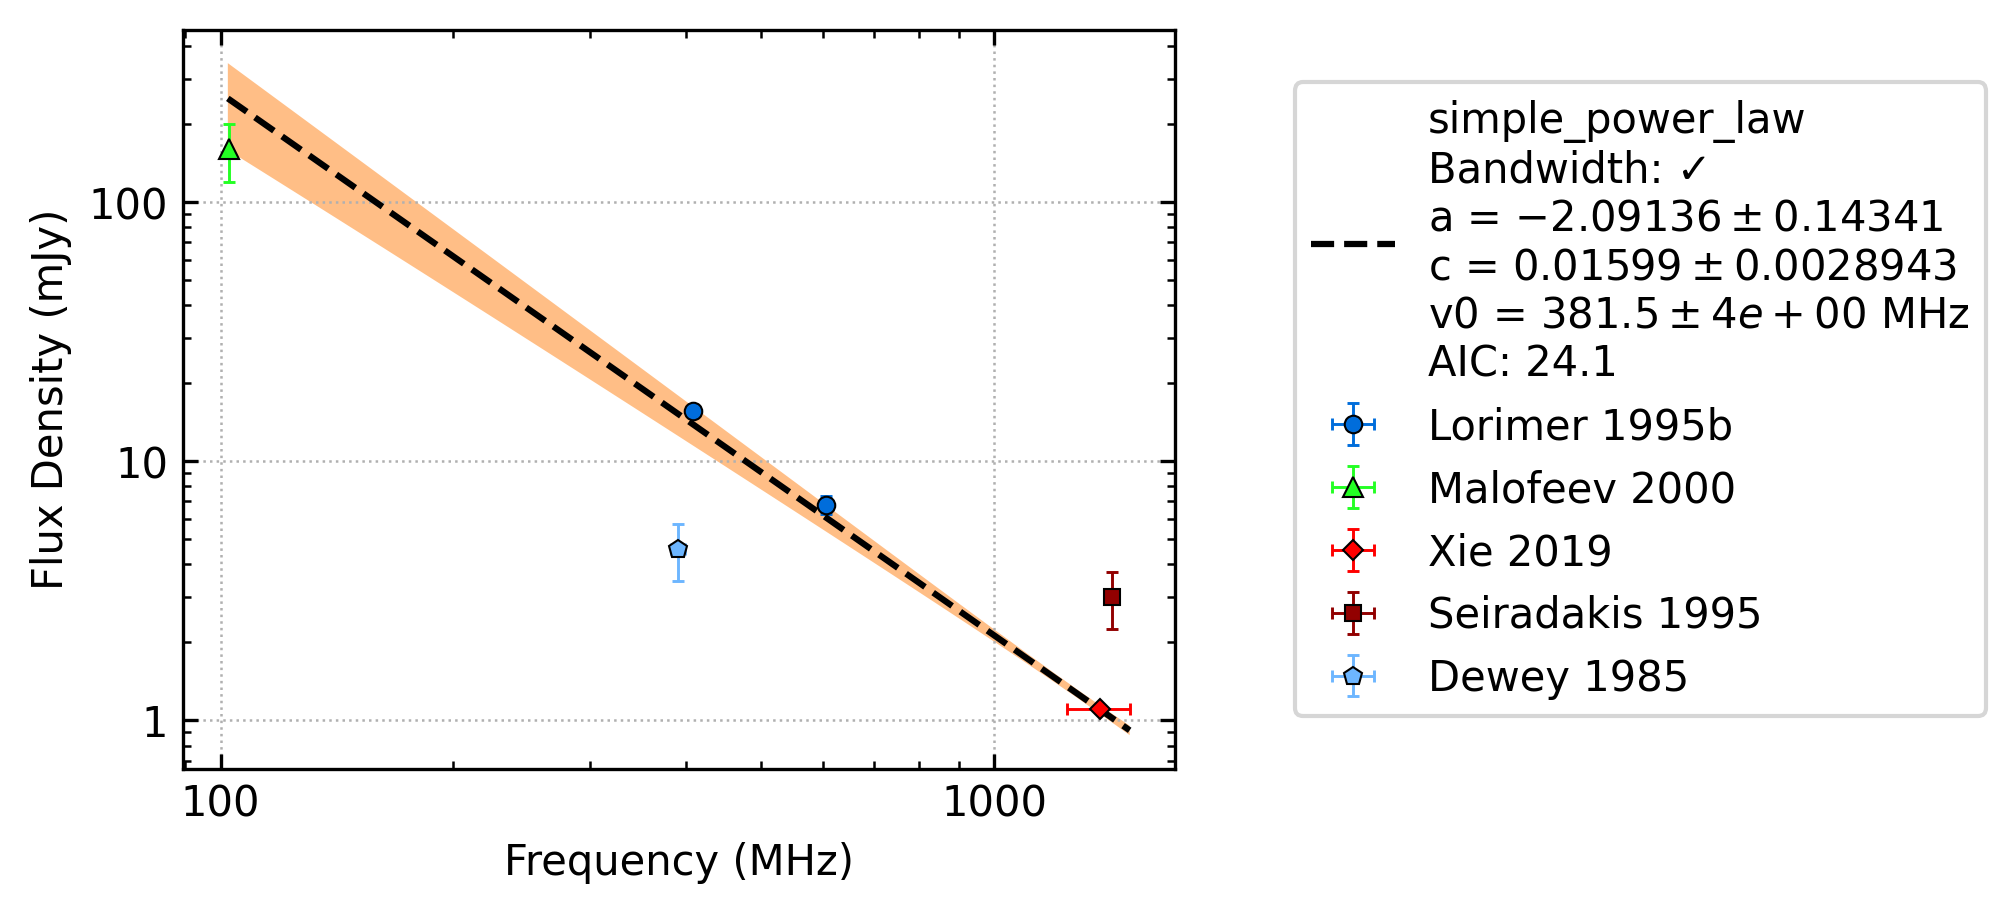 Flux Density (mJy)
100
10
1
100
1000
Frequency (MHz)
simple_power_law
Bandwidth: ✓
a = −2.09136 ± 0.14341
c = 0.01599 ± 0.0028943
v0 = 381.5 ± 4e + 00 MHz
AIC: 24.1
Lorimer 1995b
Malofeev 2000
Xie 2019
Seiradakis 1995
Dewey 1985